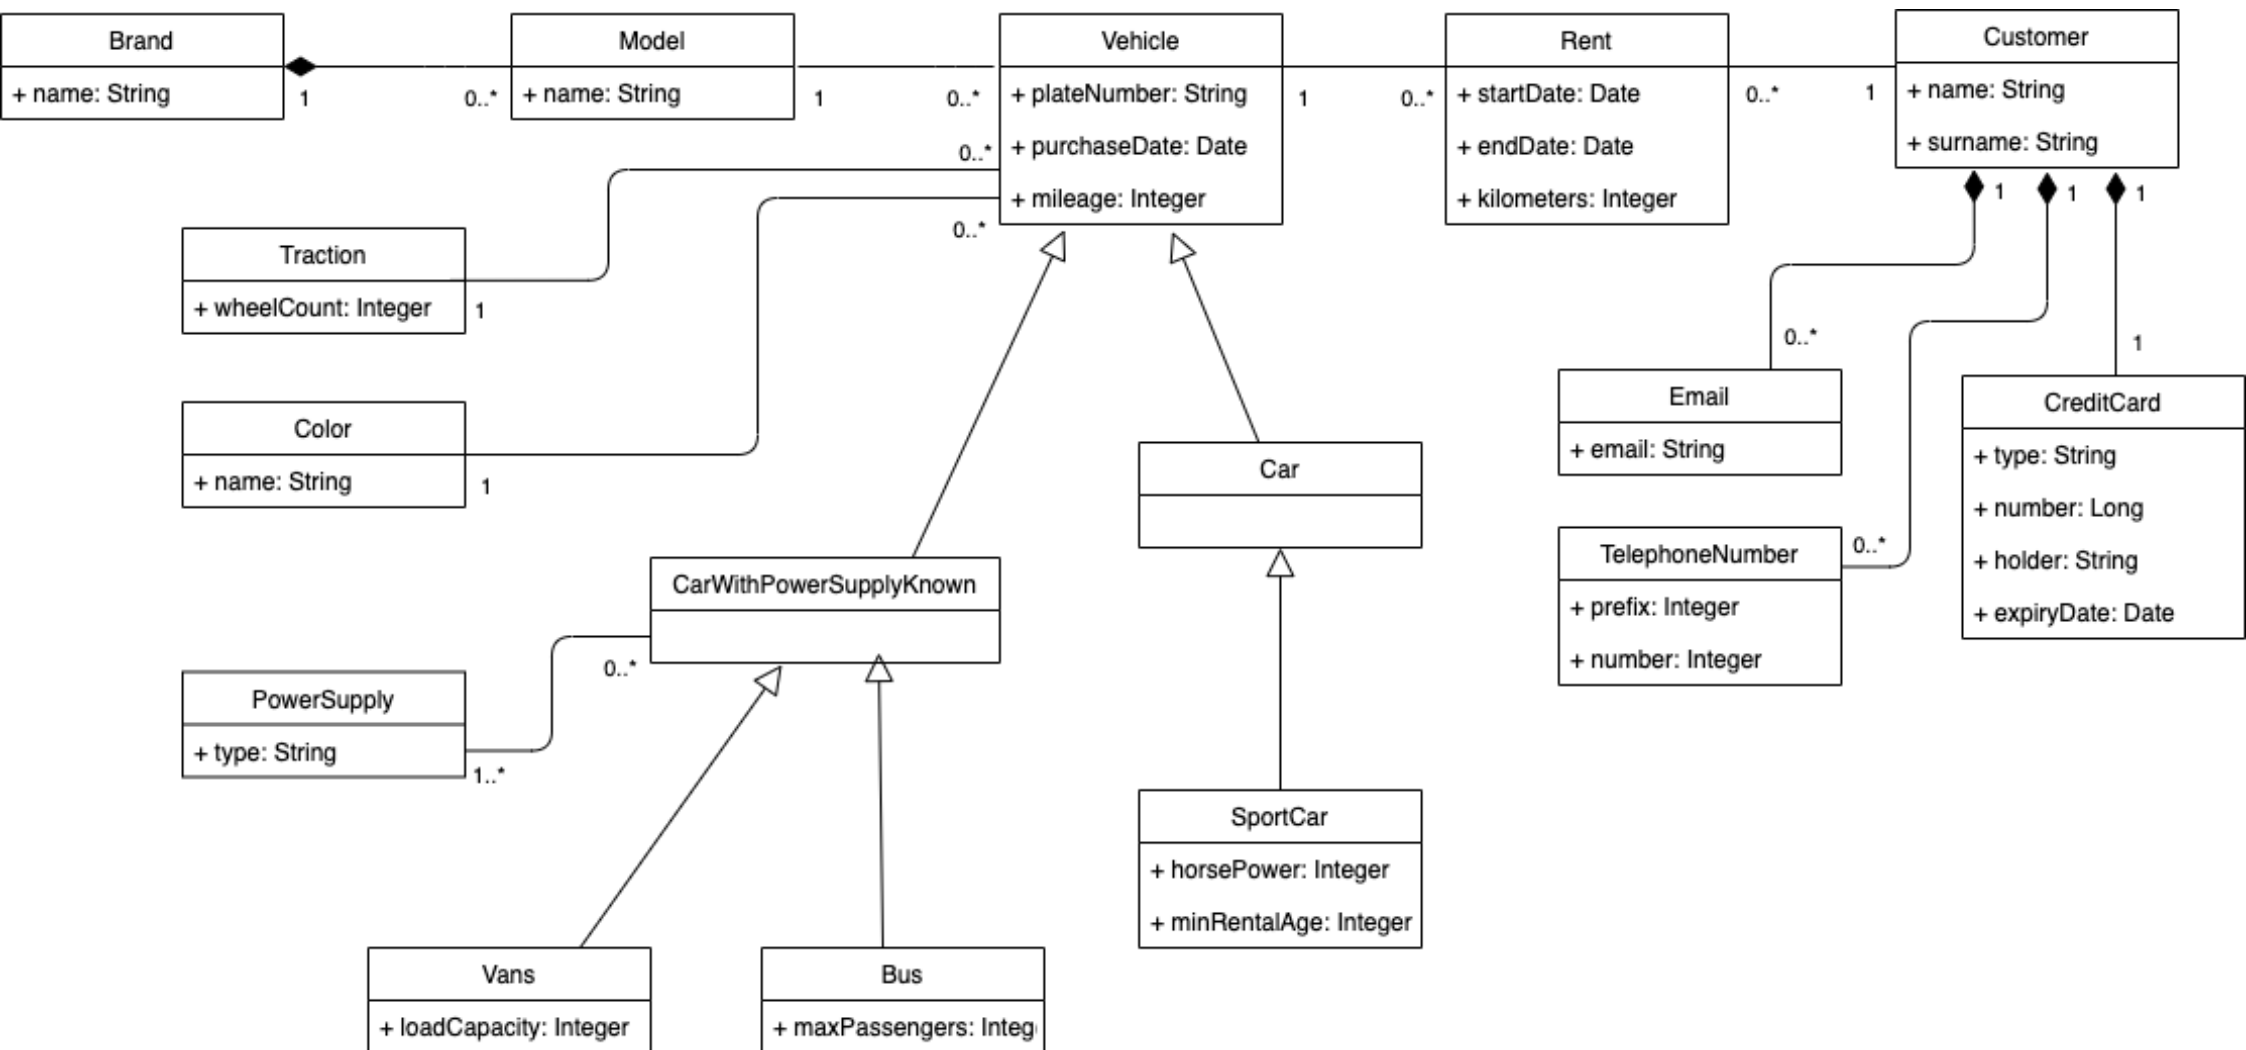 Brand
+ name: String
1
0..*
Model
+ name: String
1
0..*
Vehicle
+ plateNumber: String
+ purchaseDate: Date
+ mileage: Integer
1
0..*
Rent
+ startDate: Date
+ endDate: Date
+ kilometers: Integer
0..*
1
Customer
+ name: String
+ surname: String
1
1
1
0..*
0..*
Traction
+ wheelCount: Integer
1
Color
+ name: String
1
0..*
Email
+ email: String
1
CreditCard
+ type: String
+ number: Long
+ holder: String
+ expiryDate: Date
0..*
TelephoneNumber
+ prefix: Integer
+ number: Integer
Car
CarWithPowerSupplyKnown
0..*
PowerSupply
+ type: String
1..*
SportCar
+ horsePower: Integer
+ minRentalAge: Integer
Vans
+ loadCapacity: Integer
Bus
+ maxPassengers: Integ